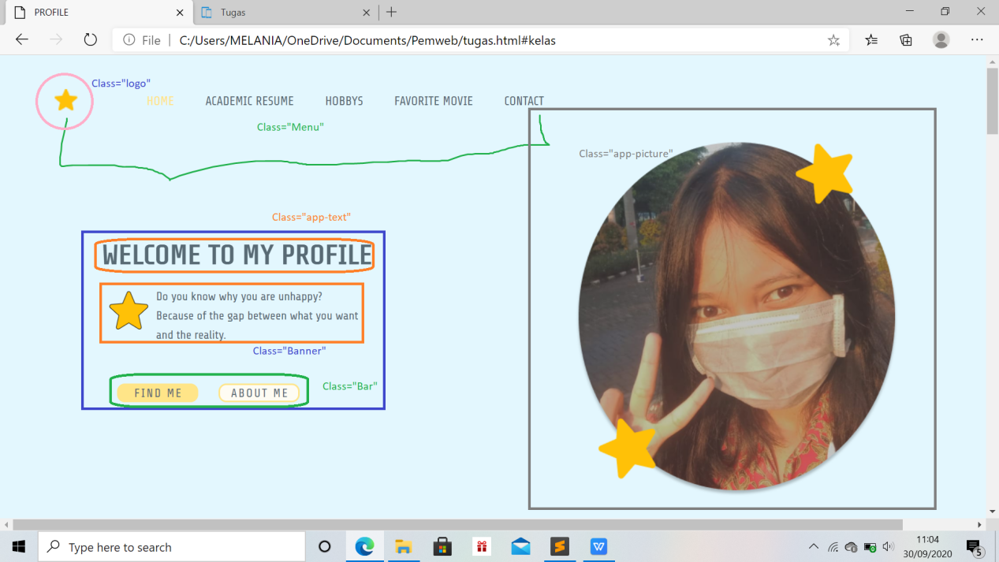 PROFILE
Tugas
File
C:/Users/MELANIA/OneDrive/Documents/Pemweb/tugas.html#kelas
Class="logo"
HOME
ACADEMIC RESUME
HOBBYS
FAVORITE MOVIE
CONTACT
Class="Menu"
Class="app-picture"
Class="app-text"
WELCOME TO MY PROFILE
Do you know why you are unhappy?
Because of the gap between what you want
and the reality.
Class="Banner"
FIND ME
ABOUT ME
Class="Bar"
Type here to search
W
11:04
30/09/2020
5